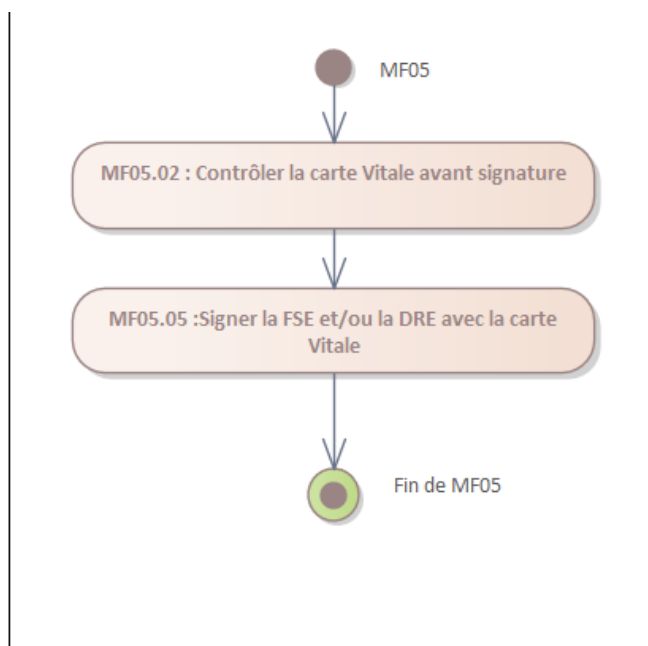 MF05
MF05.02 : Contrôler la carte Vitale avant signature
MF05.05 :Signer la FSE et/ou la DRE avec la carte
Vitale
Fin de MF05